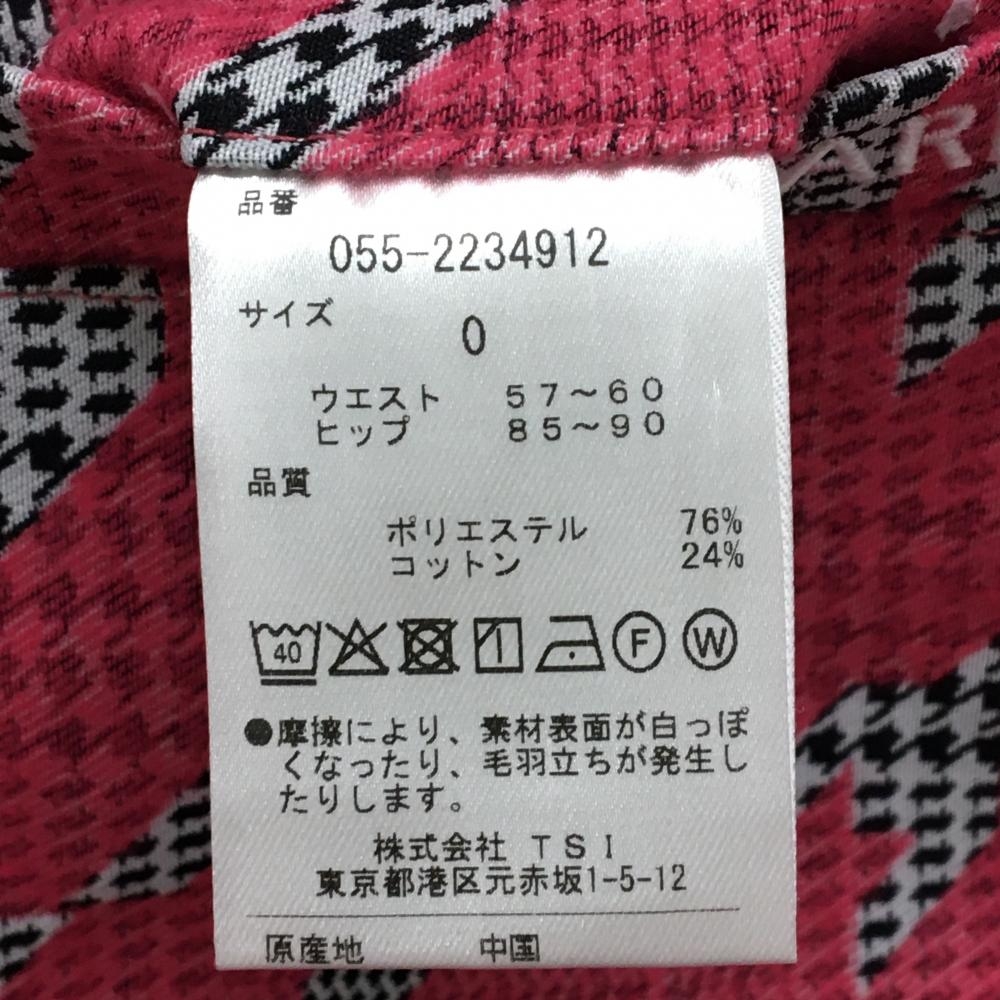 AR
品番
055-2234912
サイズ
0
ウエスト 57~60
ヒップ 85~90
品質
ポリエステル 76%
コットン 24%
40 F W
●摩擦により、素材表面が白っぽ
くなったり、毛羽立ちが発生し
たりします。
株式会社 TSI
東京都港区元赤坂1-5-12
原産地 中国